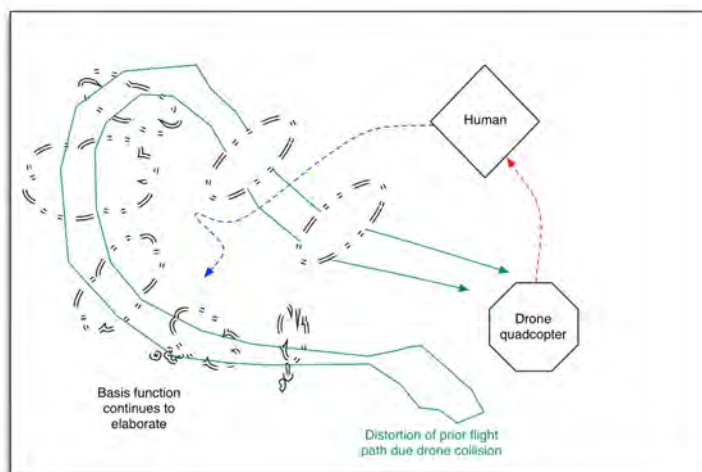 Human
Drone
quadcopter
Basis function
continues to
elaborate
Distortion of prior flight
path due drone collision